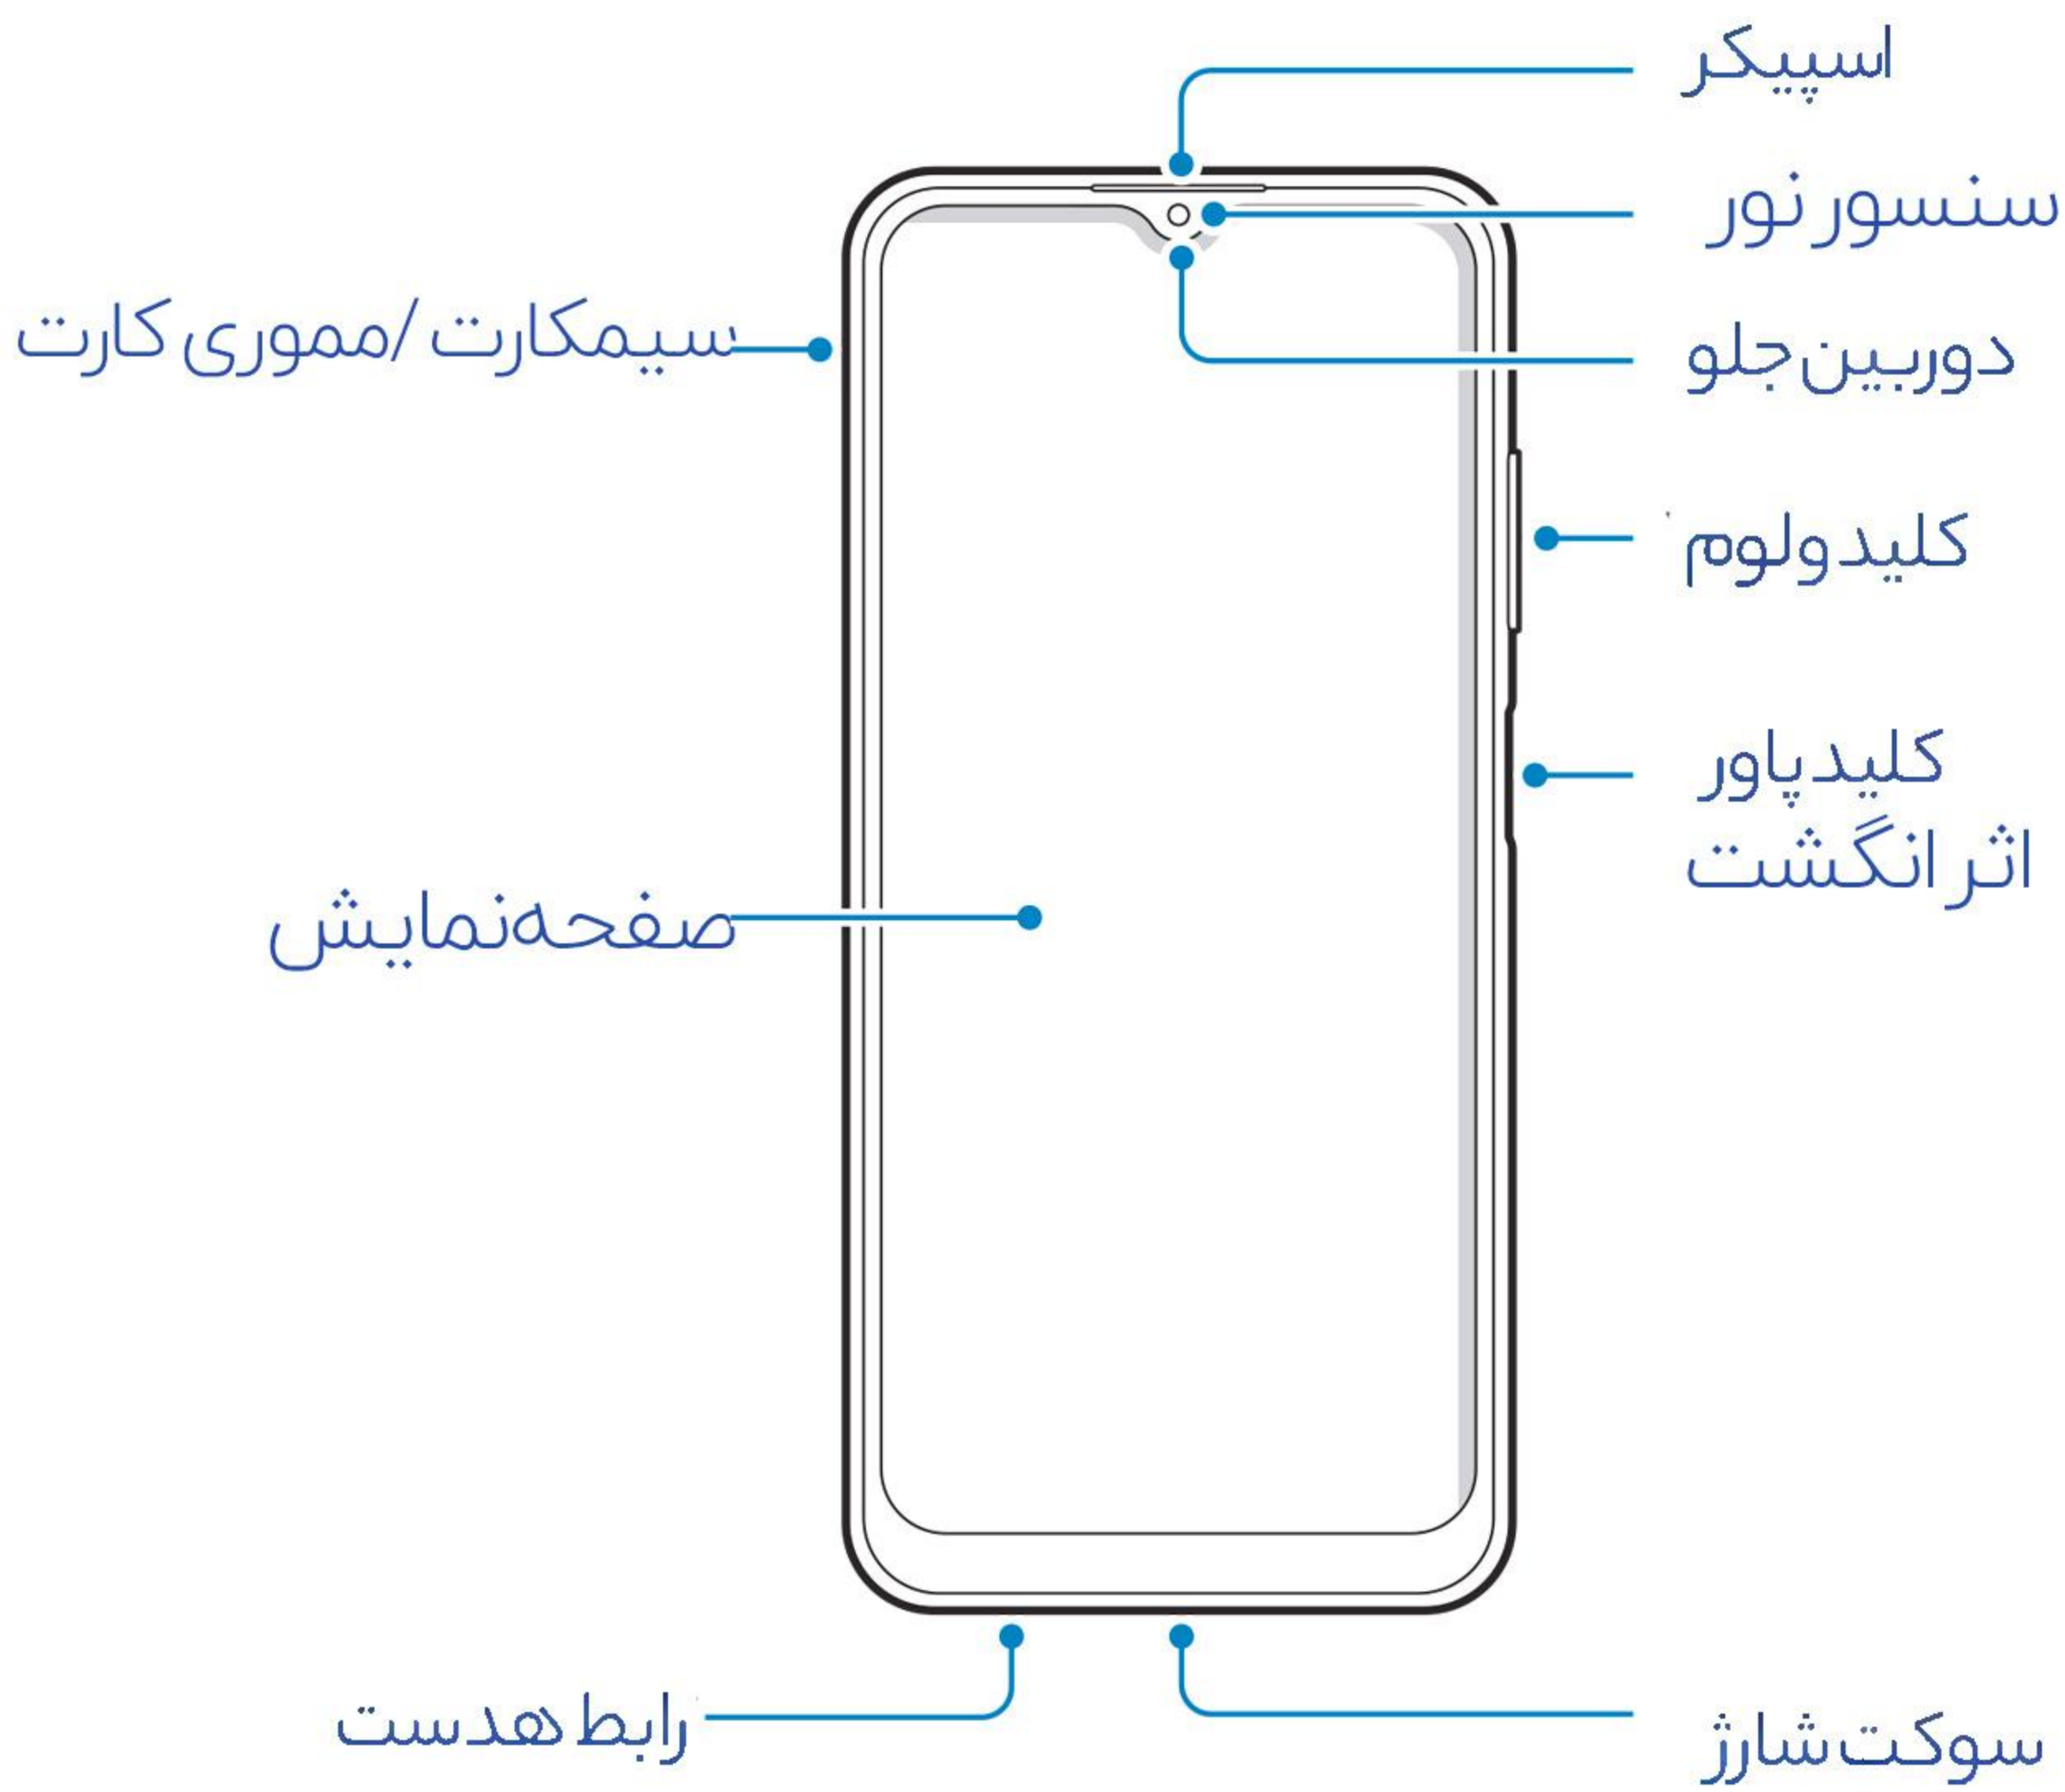 اسپیکر
سنسور نور
دوربین جلو
کلید ولوم
کلید پاور
اثر انگشت
سوکت شارژ
سیمکارت / مموری کارت
صفحه نمایش
رابط هدست